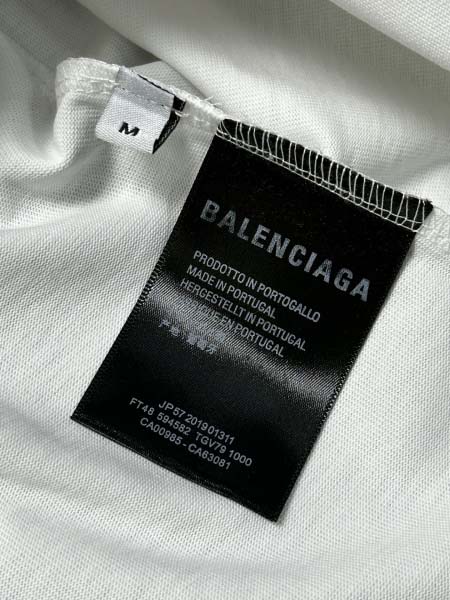 M
BALENCIAGA
PRODOTTO IN PORTOGALLO
MADE IN PORTUGAL
HERGESTELLT IN PORTUGAL
EN PORTUGAL
JP57 201901311
FT48 594582 TGV79 1000
CA00985 - CA63081